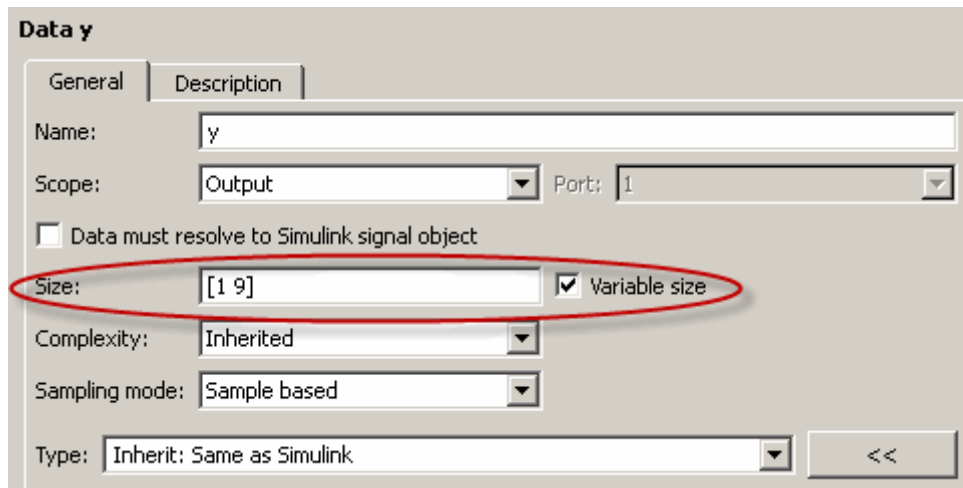 Data y
General Description
Name: y
Scope: Output Port: 1
Data must resolve to Simulink signal object
Size: [1 9] Variable size
Complexity: Inherited
Sampling mode: Sample based
Type: Inherit: Same as Simulink <<